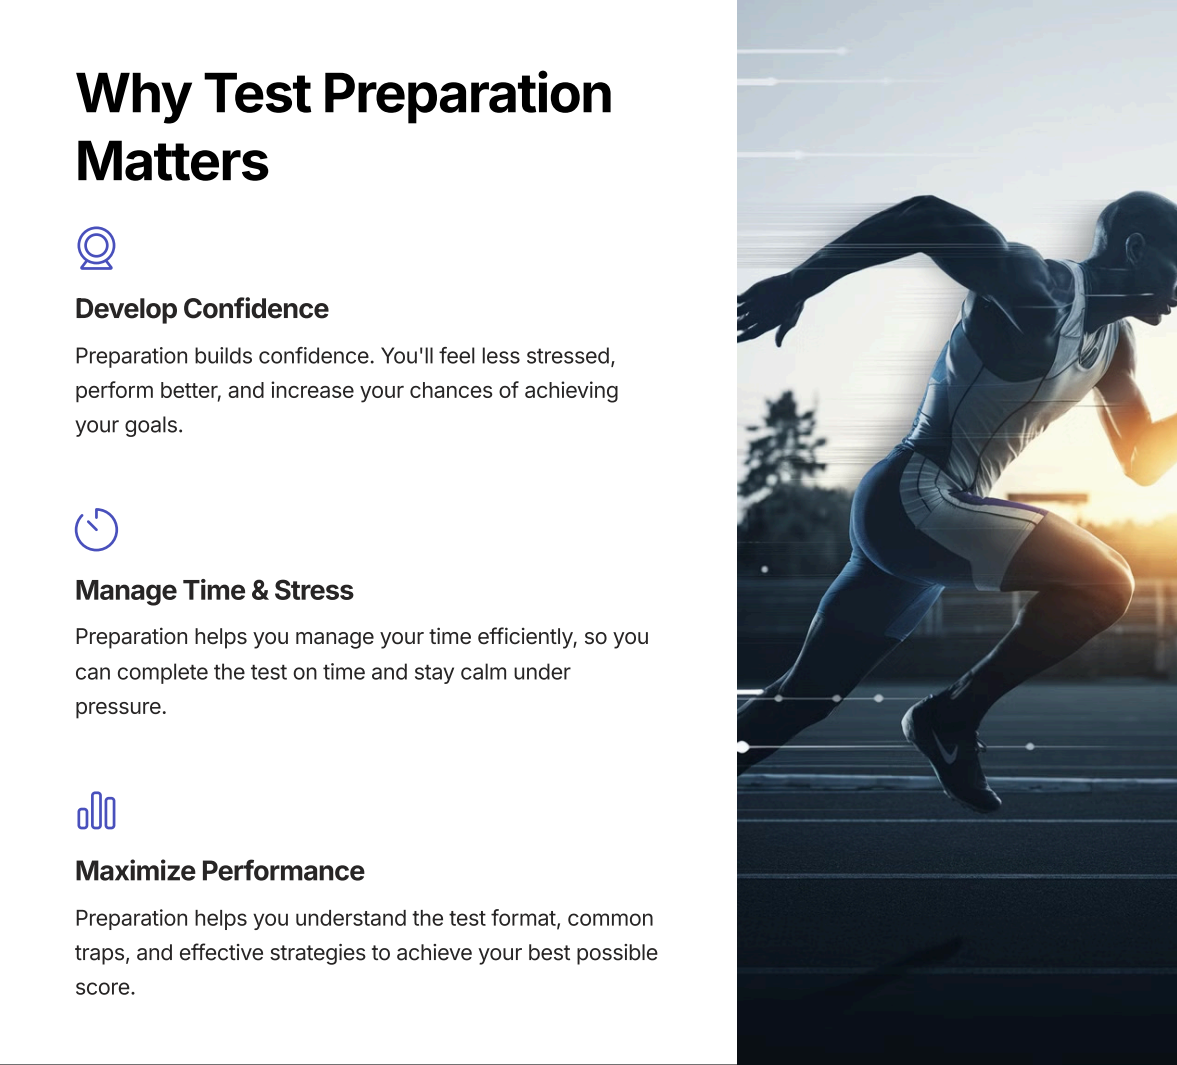 Why Test Preparation
Matters
Develop Confidence
Preparation builds confidence. You'll feel less stressed,
perform better, and increase your chances of achieving
your goals.
Manage Time & Stress
Preparation helps you manage your time efficiently, so you
can complete the test on time and stay calm under
pressure.
Maximize Performance
Preparation helps you understand the test format, common
traps, and effective strategies to achieve your best possible
score.